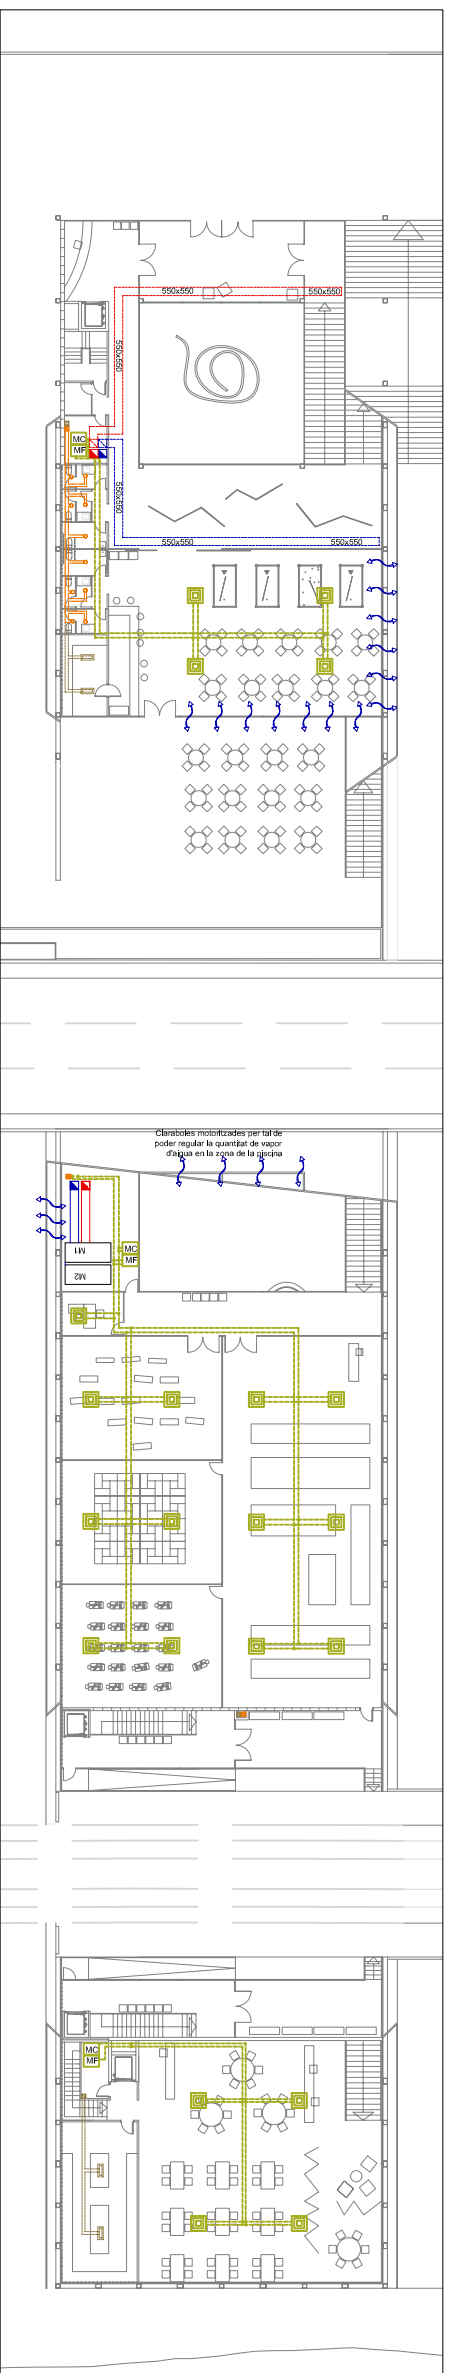 550x550
550x550
550x550
MC
MF
550x550
550x550
550x550
Claraboies motoritzades per tal de
poder regular la quantitat de vapor
d'aigua en la zona de la piscina
MC
MF
M1
M2
MC
MF